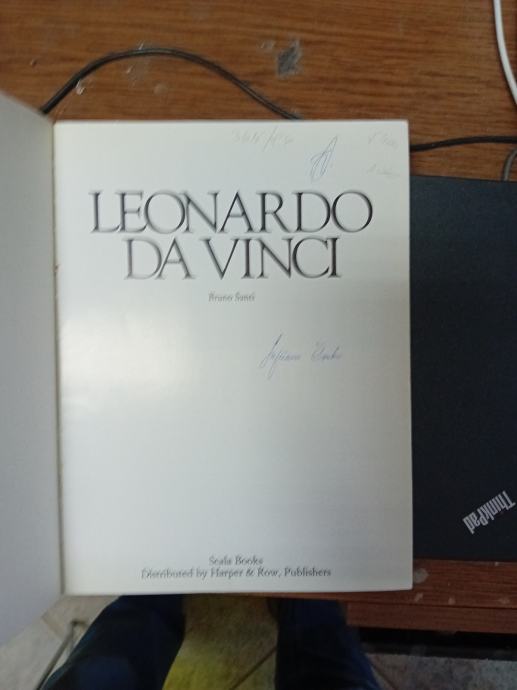 LEONARDO
DA VINCI
Bruno Santi
Scala Books
Distributed by Harper & Row, Publishers
ThinkPad